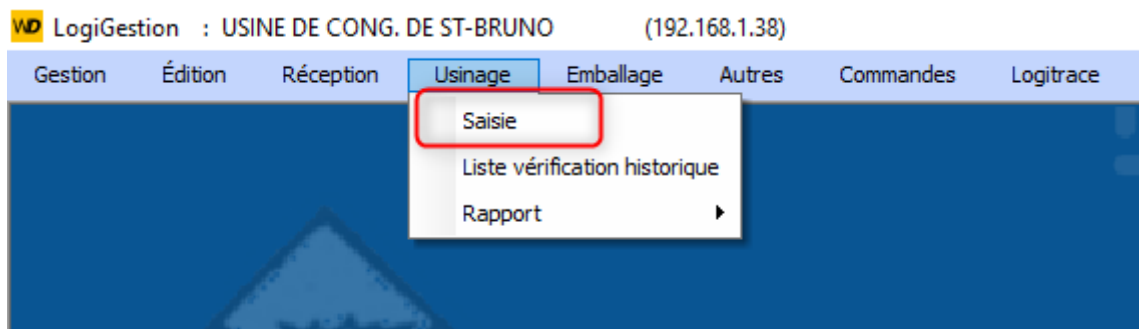 WD LogiGestion : USINE DE CONG. DE ST-BRUNO (192.168.1.38)
Gestion Édition Réception Usinage Emballage Autres Commandes Logitrace
Saisie
Liste vérification historique
Rapport